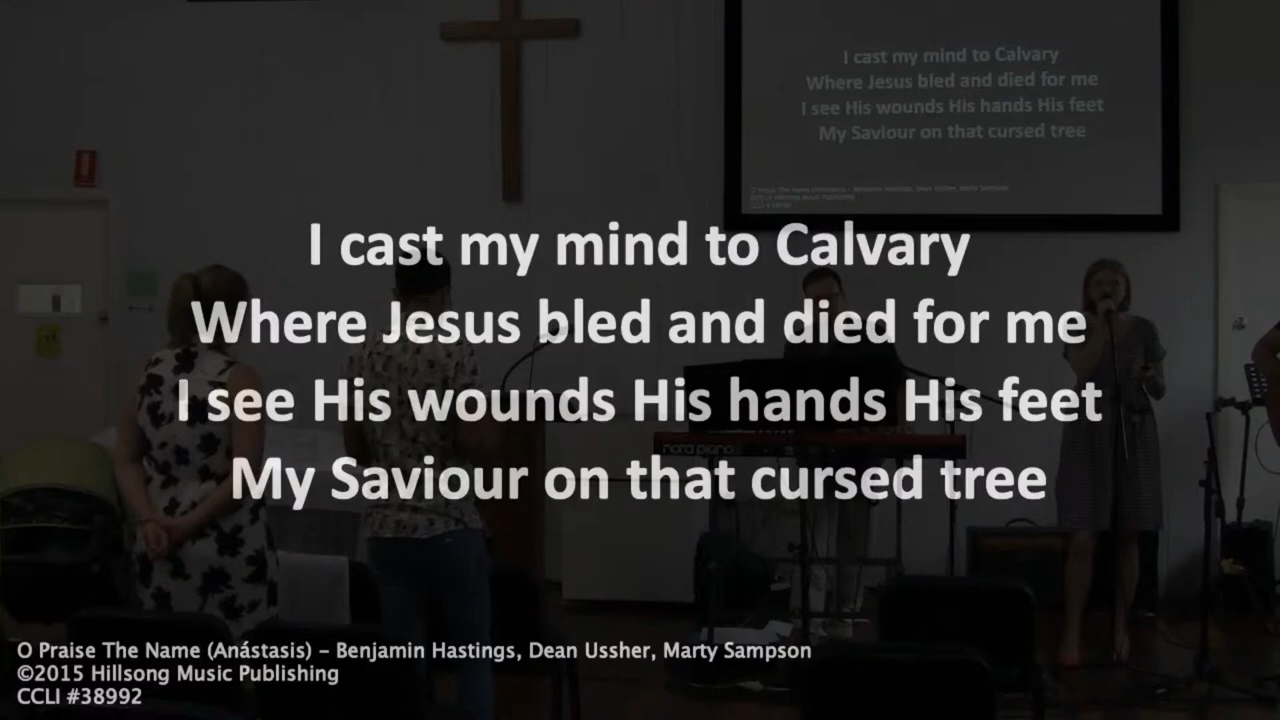 I cast my mind to Calvary
Where Jesus bled and died for me
I see His wounds His hands His feet
My Saviour on that cursed tree
I cast my mind to Calvary
Where Jesus bled and died for me
I see His wounds His hands His feet
My Saviour on that cursed tree
nord piano
O Praise The Name (Anástasis) – Benjamin Hastings, Dean Ussher, Marty Sampson
©2015 Hillsong Music Publishing
CCLI #38992